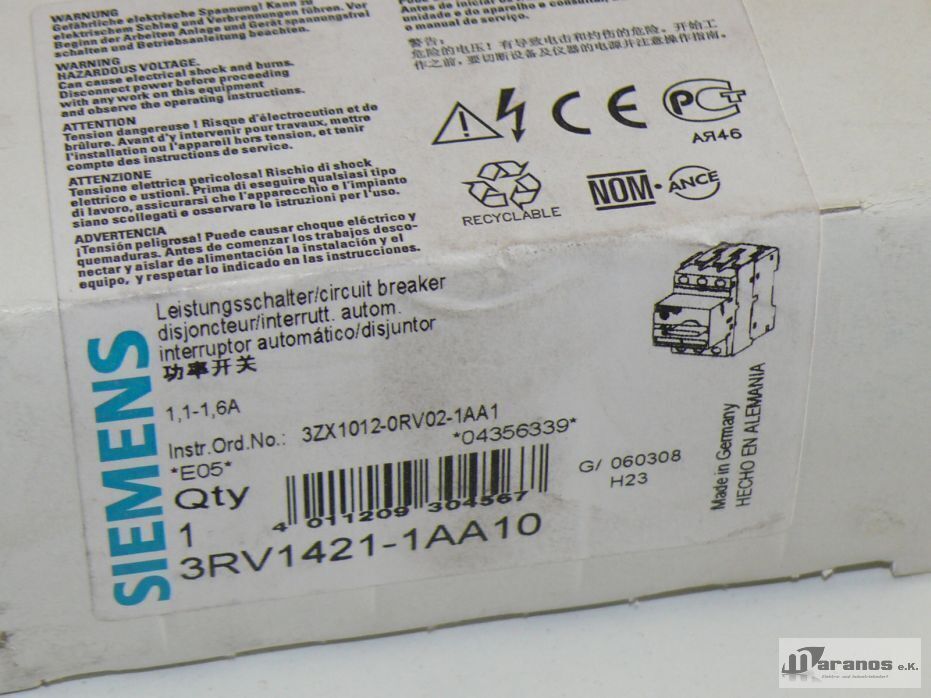 WARNUNG
Gefährliche elektrische Spannung! Kann zu
elektrischem Schlag und Verbrennungen führen. Vor
Beginn der Arbeiten Anlage und Gerät spannungsfrei
schalten und Betriebsanleitung beachten.
WARNING
HAZARDOUS VOLTAGE.
Can cause electrical shock and burns.
Disconnect power before proceeding
with any work on this equipment
and observe the operating instructions.
ATTENTION
Tension dangereuse ! Risque d'électrocution et de
brûlure. Avant d'y intervenir pour travaux, mettre
l'installation ou l'appareil hors tension, et tenir
compte des instructions de service.
ATTENZIONE
Tensione elettrica pericolosa! Rischio di shock
elettrico e ustioni. Prima di eseguire qualsiasi tipo
di lavoro, assicurarsi che l'apparecchio e l'impianto
siano scollegati e osservare le istruzioni per l'uso.
ADVERTENCIA
¡Tensión peligrosa! Puede causar choque eléctrico y
quemaduras. Antes de comenzar los trabajos desco-
nectar y aislar de alimentación la instalación y el
equipo, y respetar lo indicado en las instrucciones.
Antes de iniciar
unidade e do aparelho e consultar
o manual de serviço.
警告:
危险的电压! 有导致电击和灼伤的危险。开始工
作之前, 要切断设备及仪器的电源并注意操作指南。
CE
PCT
АЯ46
RECYCLABLE
NOM·ANCE
SIEMENS
Leistungsschalter/circuit breaker
disjoncteur/interrutt. autom.
interruptor automático/disjuntor
功率开关
1,1-1,6A
Instr.Ord.No.: 3ZX1012-0RV02-1AA1
*E05* *04356339*
Qty
1
4 011209 304567
3RV1421-1AA10
G/ 060308
H23
Made in Germany
HECHO EN ALEMANIA
Maranos e.K.